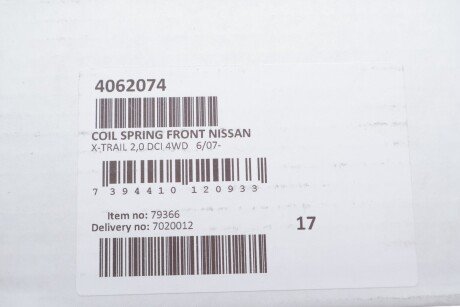 4062074
COIL SPRING FRONT NISSAN
X-TRAIL 2,0 DCI 4WD 6/07-
7 394410 120933
Item no: 79366
Delivery no: 7020012
17